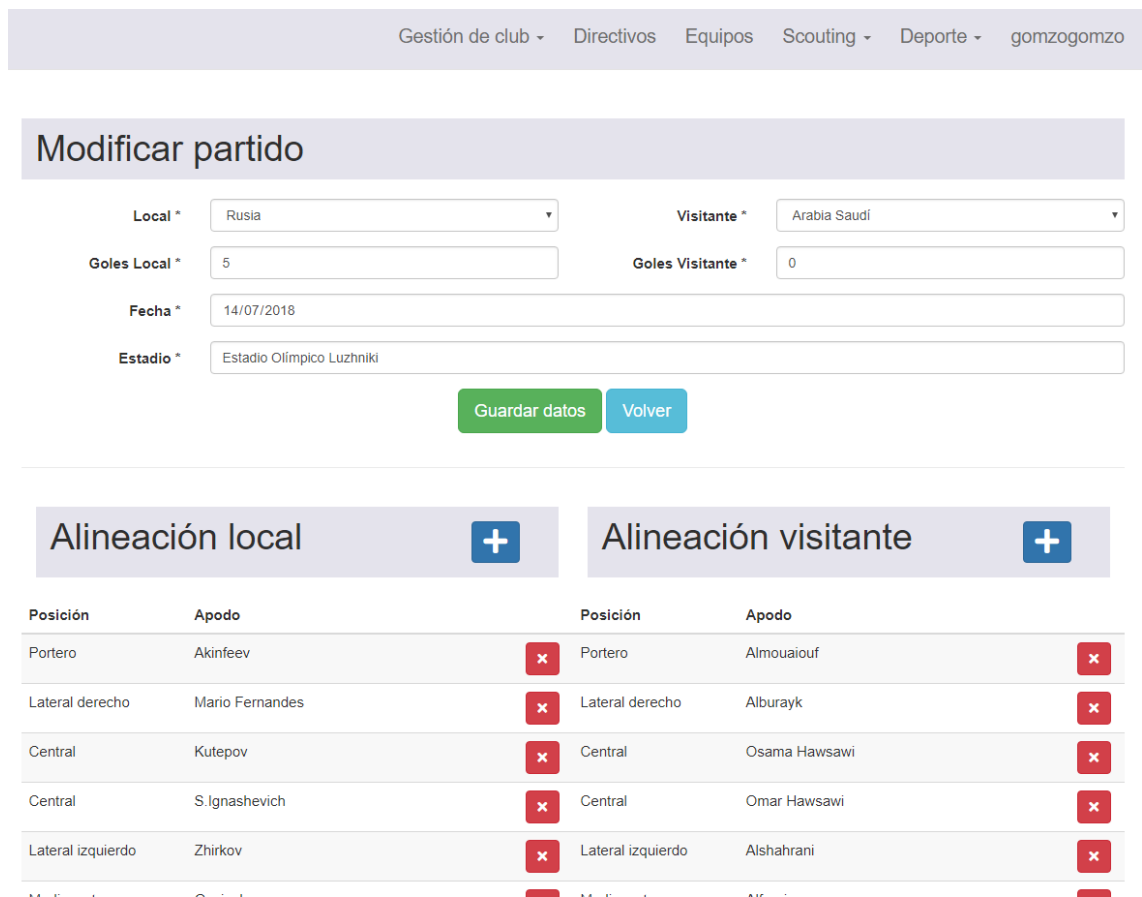 Gestión de club Directivos Equipos Scouting Deporte gomzogomzo
Modificar partido
Local * Rusia Visitante * Arabia Saudí
Goles Local * 5 Goles Visitante * 0
Fecha * 14/07/2018
Estadio * Estadio Olímpico Luzhniki
Guardar datos Volver
Alineación local Alineación visitante
Posición Apodo Posición Apodo
Portero Akinfeev Portero Almouaiouf
Lateral derecho Mario Fernandes Lateral derecho Alburayk
Central Kutepov Central Osama Hawsawi
Central S.Ignashevich Central Omar Hawsawi
Lateral izquierdo Zhirkov Lateral izquierdo Alshahrani